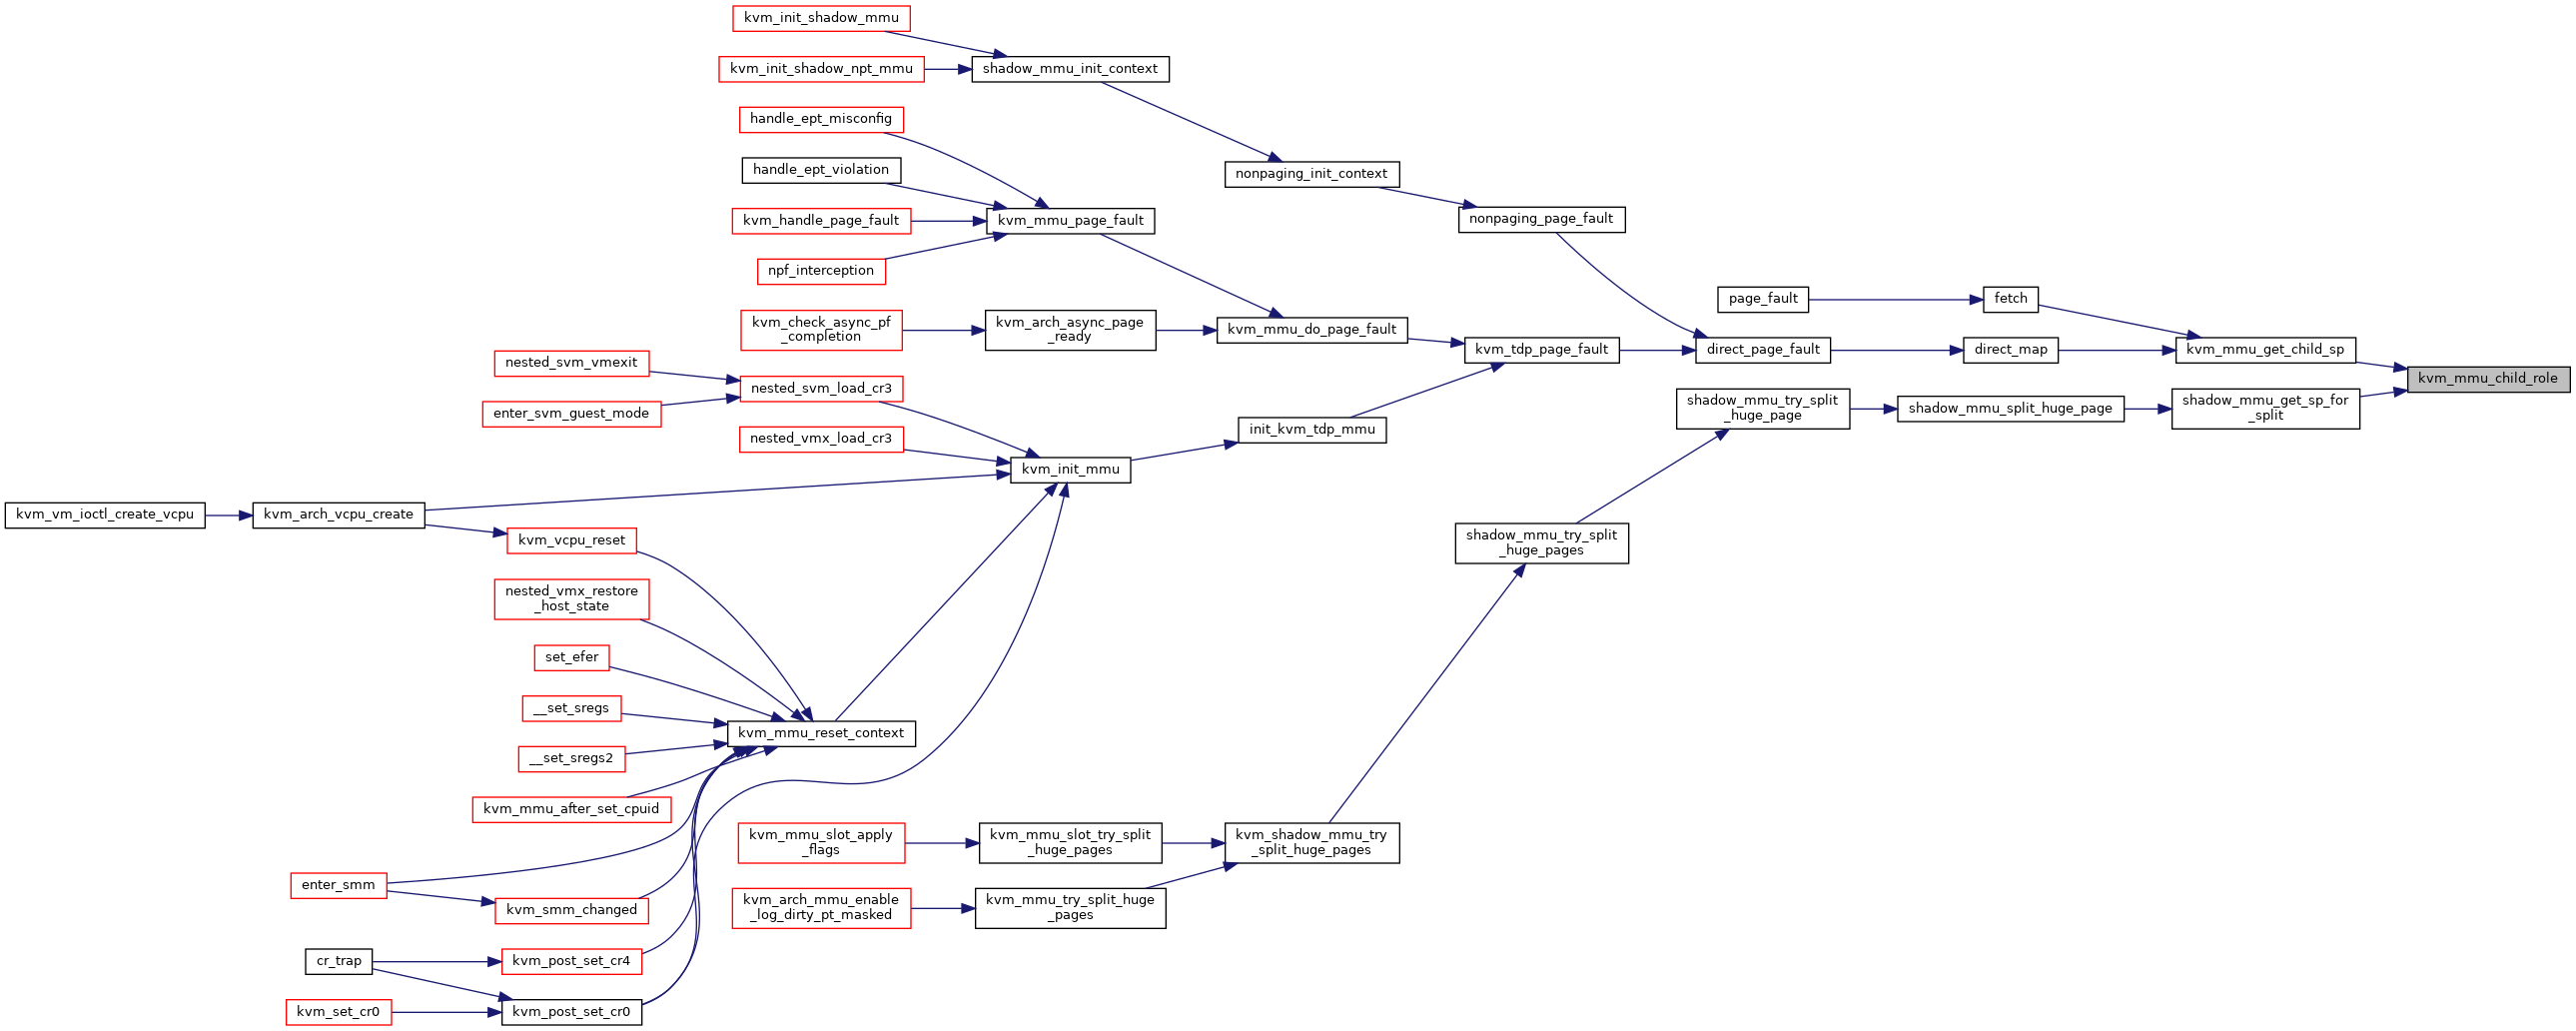 kvm_init_shadow_mmu
kvm_init_shadow_npt_mmu
shadow_mmu_init_context
handle_ept_misconfig
handle_ept_violation
nonpaging_init_context
kvm_handle_page_fault
kvm_mmu_page_fault
nonpaging_page_fault
npf_interception
page_fault
fetch
kvm_check_async_pf
_completion
kvm_arch_async_page
_ready
kvm_mmu_do_page_fault
kvm_tdp_page_fault
direct_page_fault
direct_map
kvm_mmu_get_child_sp
kvm_mmu_child_role
nested_svm_vmexit
nested_svm_load_cr3
enter_svm_guest_mode
shadow_mmu_try_split
_huge_page
shadow_mmu_split_huge_page
shadow_mmu_get_sp_for
_split
nested_vmx_load_cr3
init_kvm_tdp_mmu
kvm_init_mmu
kvm_vm_ioctl_create_vcpu
kvm_arch_vcpu_create
kvm_vcpu_reset
shadow_mmu_try_split
_huge_pages
nested_vmx_restore
_host_state
set_efer
__set_sregs
kvm_mmu_reset_context
__set_sregs2
kvm_mmu_after_set_cpuid
kvm_mmu_slot_apply
_flags
kvm_mmu_slot_try_split
_huge_pages
kvm_shadow_mmu_try
_split_huge_pages
enter_smm
kvm_smm_changed
kvm_arch_mmu_enable
_log_dirty_pt_masked
kvm_mmu_try_split_huge
_pages
cr_trap
kvm_post_set_cr4
kvm_set_cr0
kvm_post_set_cr0